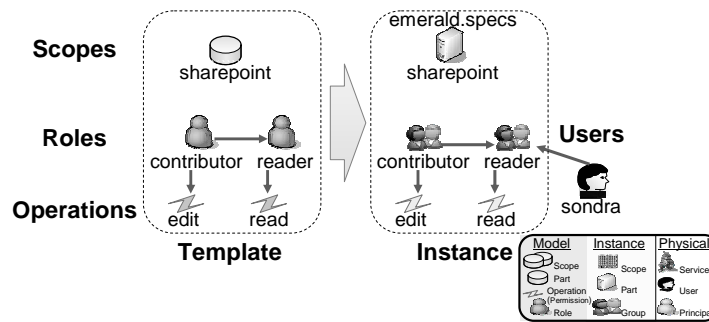 emerald.specs
Scopes
sharepoint sharepoint
Roles Users
contributor reader contributor reader
Operations
edit read edit read
sondra
Template Instance
Model Instance Physical
Scope Scope Service
Part Part User
Operation
(Permission)
Role Group Principal